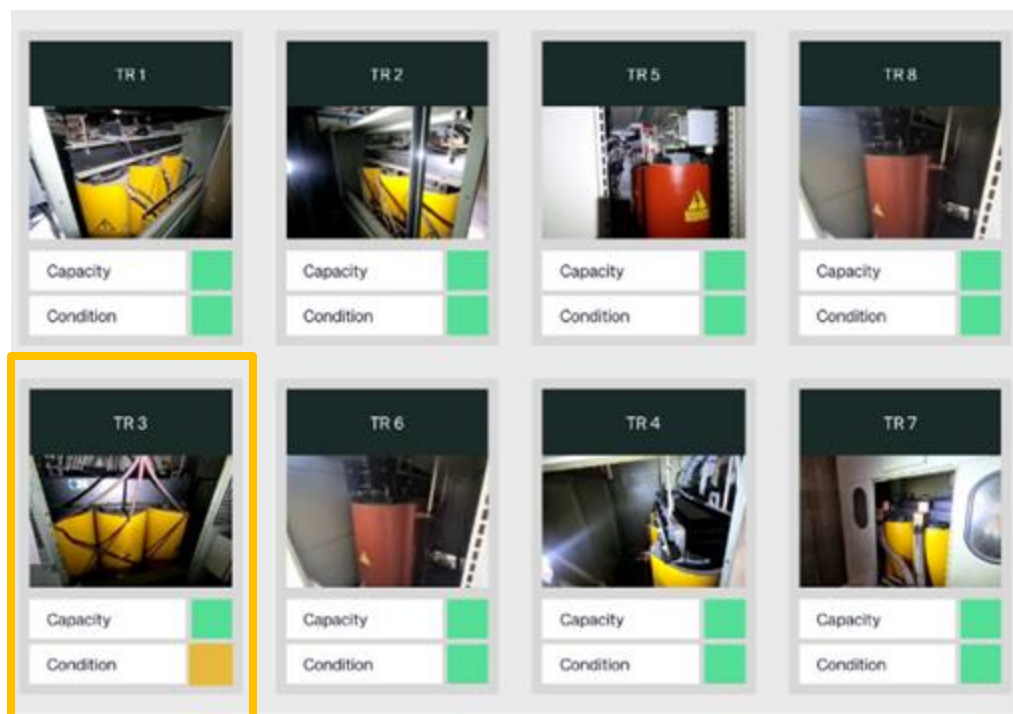 TR 1
TR 2
TR 5
TR 8
Capacity
Capacity
Capacity
Capacity
Condition
Condition
Condition
Condition
TR 3
TR 6
TR 4
TR 7
Capacity
Capacity
Capacity
Capacity
Condition
Condition
Condition
Condition